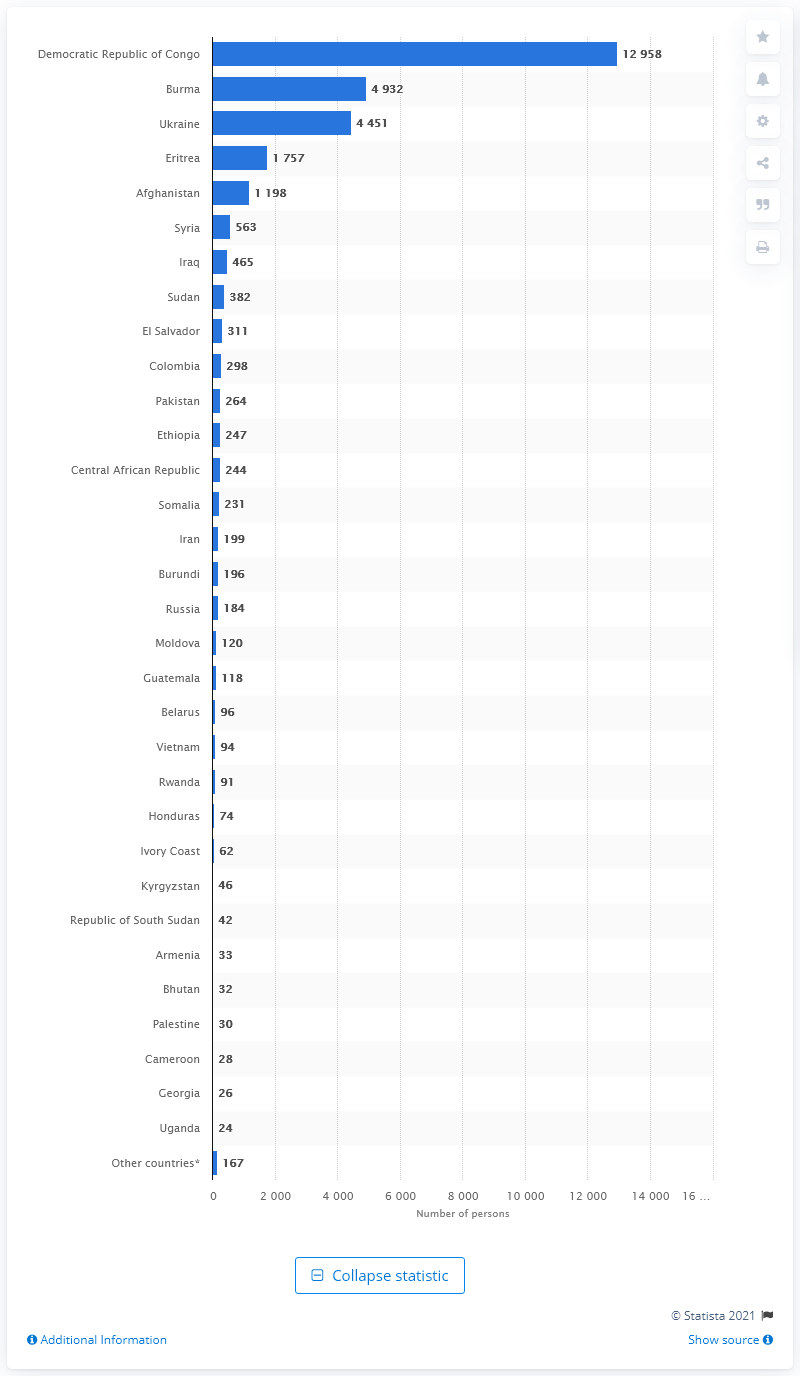 Democratic Republic of Congo 12 958
Burma 4 932
Ukraine 4 451
Eritrea 1 757
Afghanistan 1 198
Syria 563
Iraq 465
Sudan 382
El Salvador 311
Colombia 298
Pakistan 264
Ethiopia 247
Central African Republic 244
Somalia 231
Iran 199
Burundi 196
Russia 184
Moldova 120
Guatemala 118
Belarus 96
Vietnam 94
Rwanda 91
Honduras 74
Ivory Coast 62
Kyrgyzstan 46
Republic of South Sudan 42
Armenia 33
Bhutan 32
Palestine 30
Cameroon 28
Georgia 26
Uganda 24
Other countries* 167
0 2 000 4 000 6 000 8 000 10 000 12 000 14 000 16 ...
Number of persons
Collapse statistic
© Statista 2021
Additional Information Show source